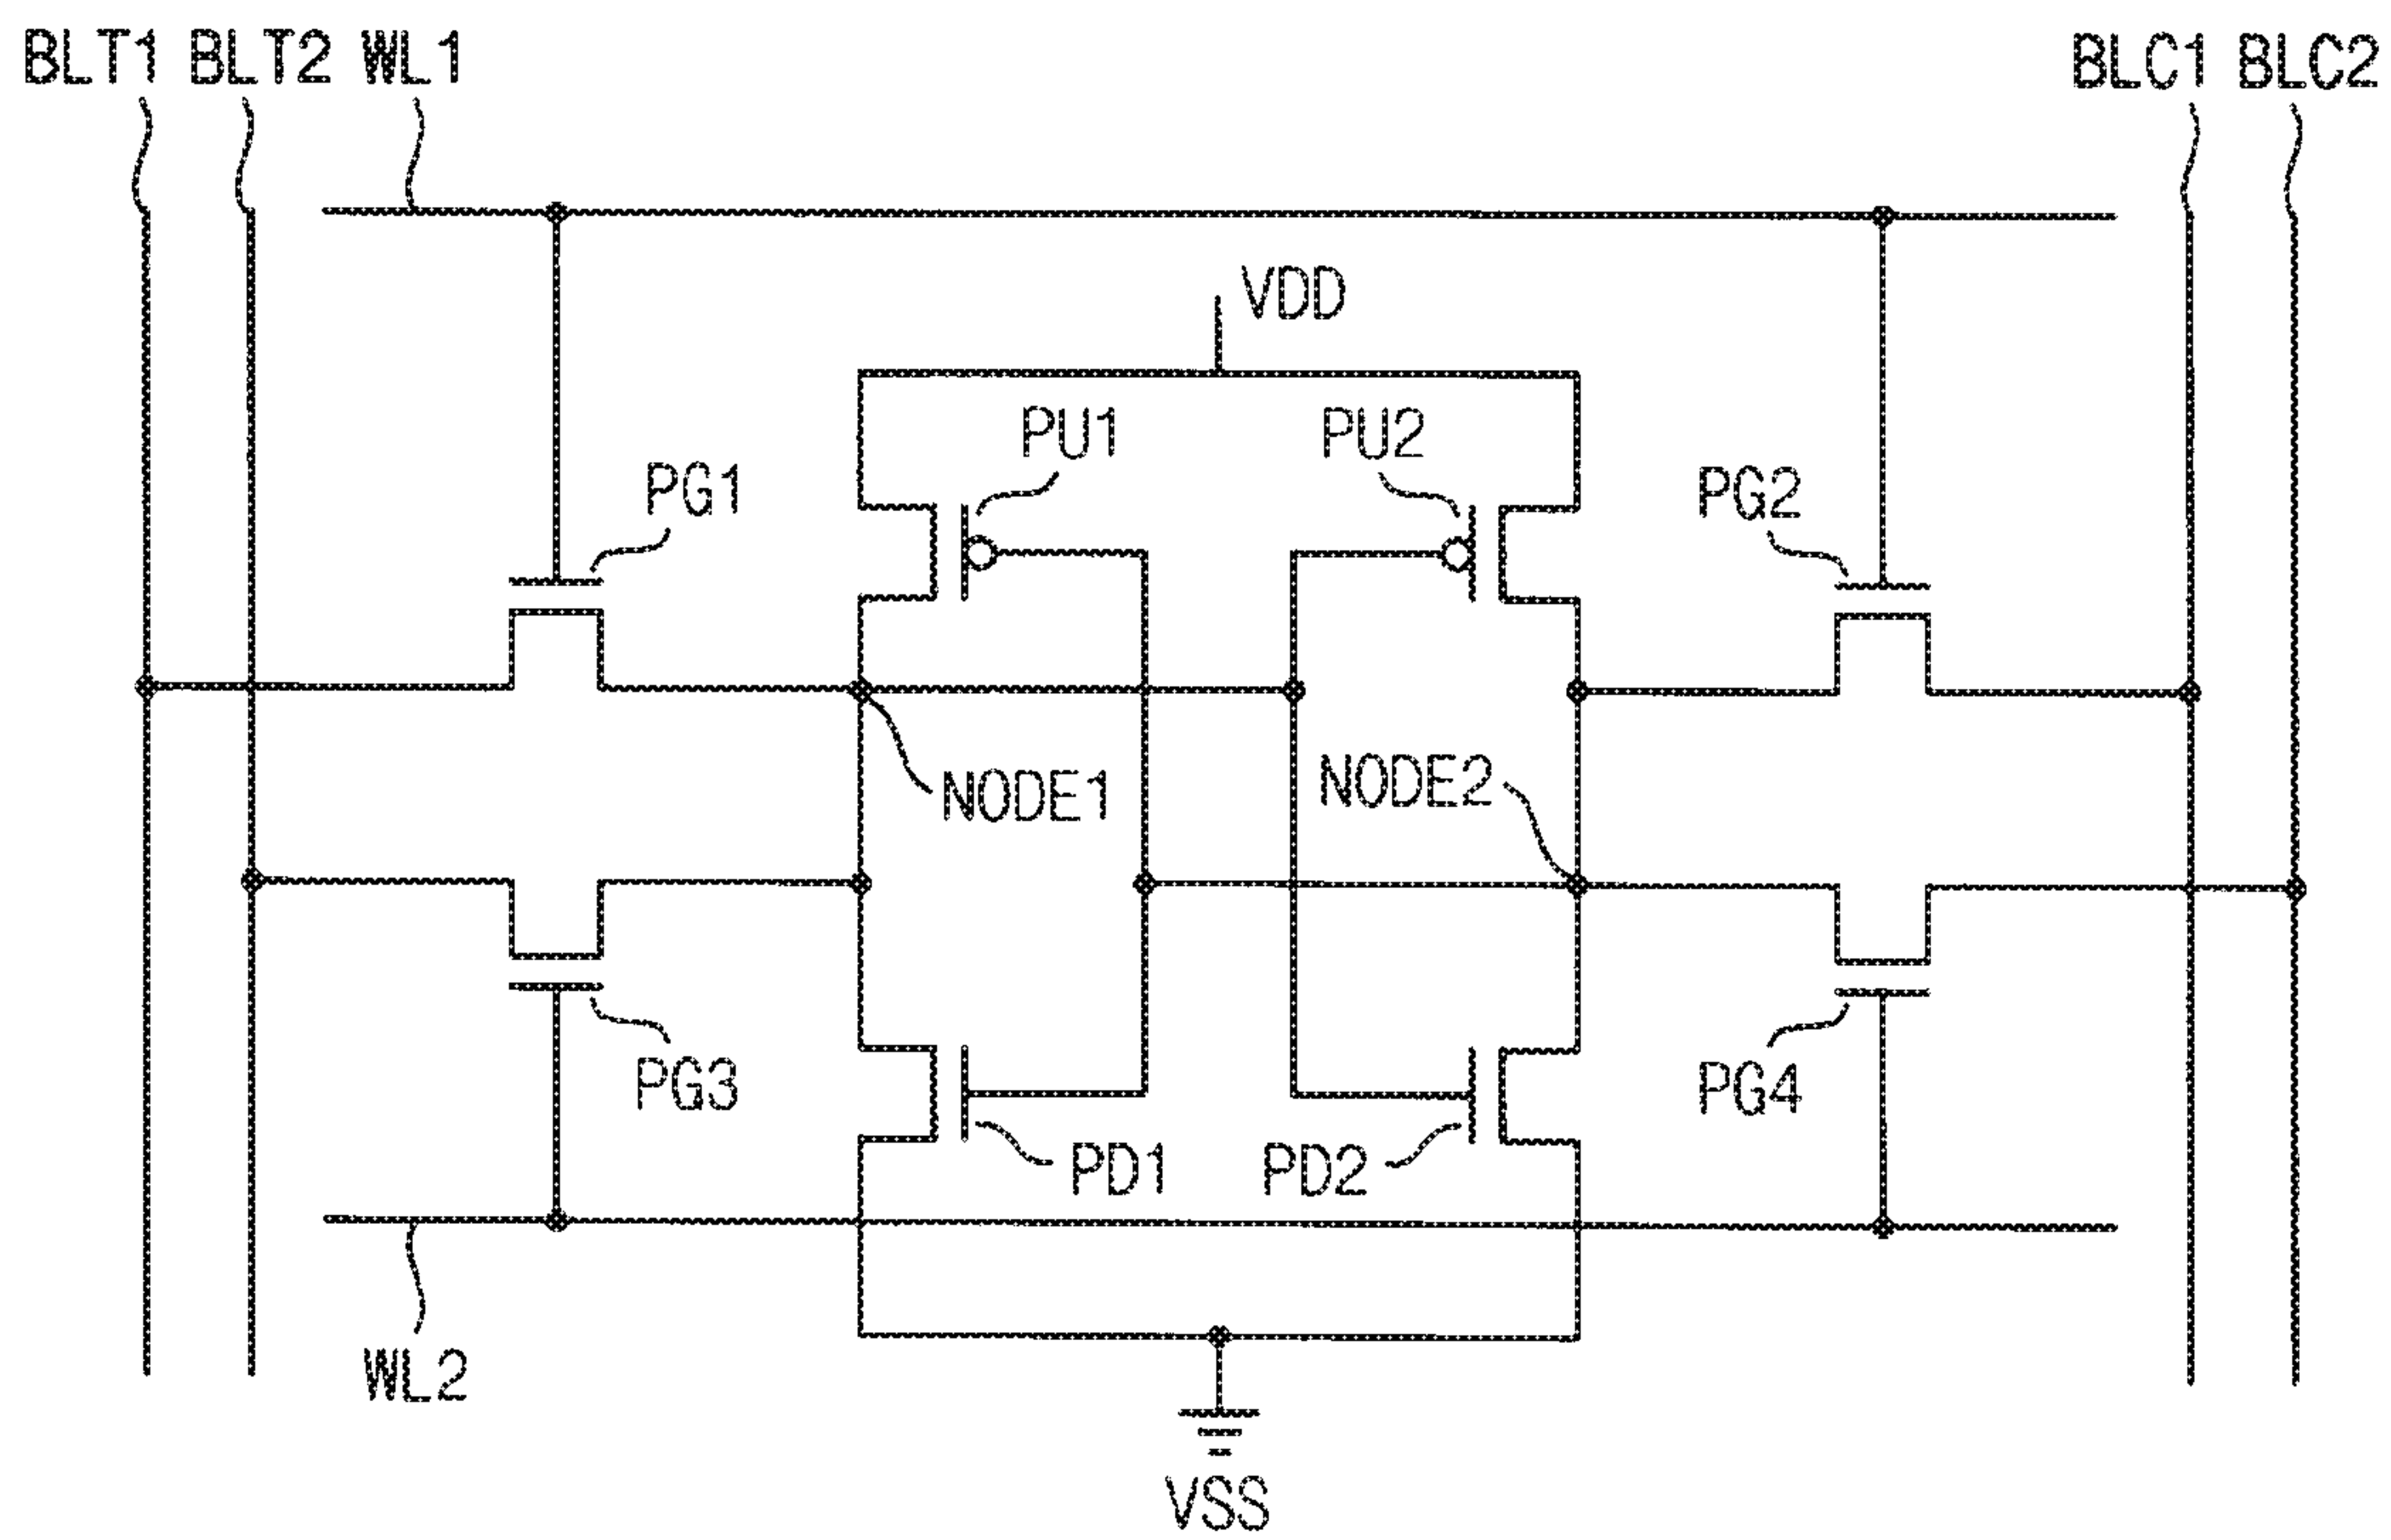 BLT1 BLT2 WL1 BLC1 BLC2
VDD
PU1 PU2
PG1 PG2
NODE1 NODE2
PG3 PG4
PD1 PD2
WL2
VSS